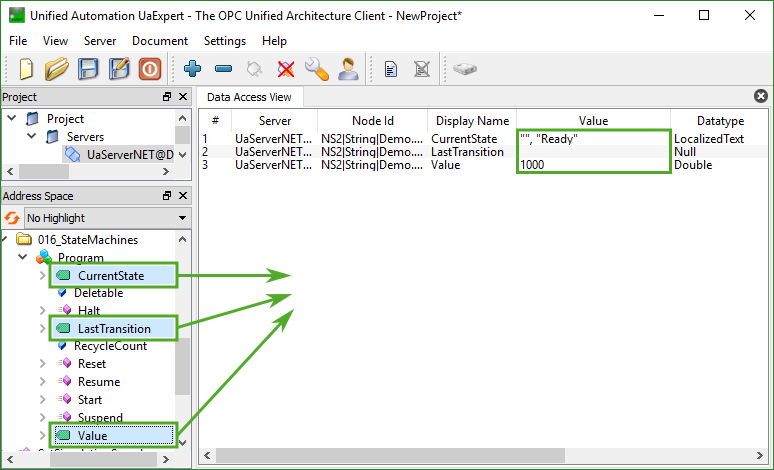 Unified Automation UaExpert - The OPC Unified Architecture Client - NewProject*
File View Server Document Settings Help
Project
Project
Servers
UaServerNET@D
Address Space
No Highlight
016_StateMachines
Program
CurrentState
Deletable
Halt
LastTransition
RecycleCount
Reset
Resume
Start
Suspend
Value
Data Access View
# Server Node Id Display Name Value Datatype
1 UaServerNET... NS2|String|Demo.... CurrentState "", "Ready" LocalizedText
2 UaServerNET... NS2|String|Demo.... LastTransition Null
3 UaServerNET... NS2|String|Demo.... Value 1000 Double